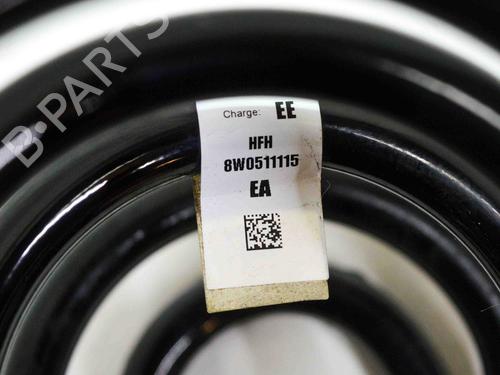 B-PARTS
Charge: EE
HFH
8W0511115
EA